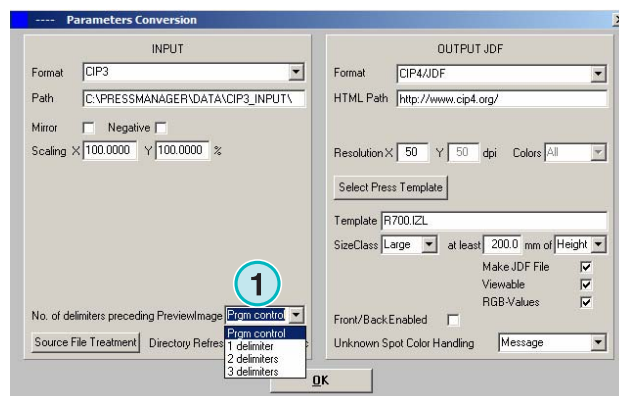 ---- Parameters Conversion
INPUT
Format CIP3
Path C:\PRESSMANAGER\DATA\CIP3_INPUT\
Mirror Negative
Scaling X 100.0000 Y 100.0000 %
1
No. of delimiters preceding PreviewImage Prgm control
Prgm control
1 delimiter
2 delimiters
3 delimiters
Source File Treatment Directory
OUTPUT JDF
Format CIP4/JDF
HTML Path http://www.cip4.org/
Resolution X 50 Y 50 dpi Colors All
Select Press Template
Template R700.IZL
SizeClass Large at least 200.0 mm of Height
Make JDF File
Viewable
RGB-Values
Front/Back Enabled
Unknown Spot Color Handling Message
OK